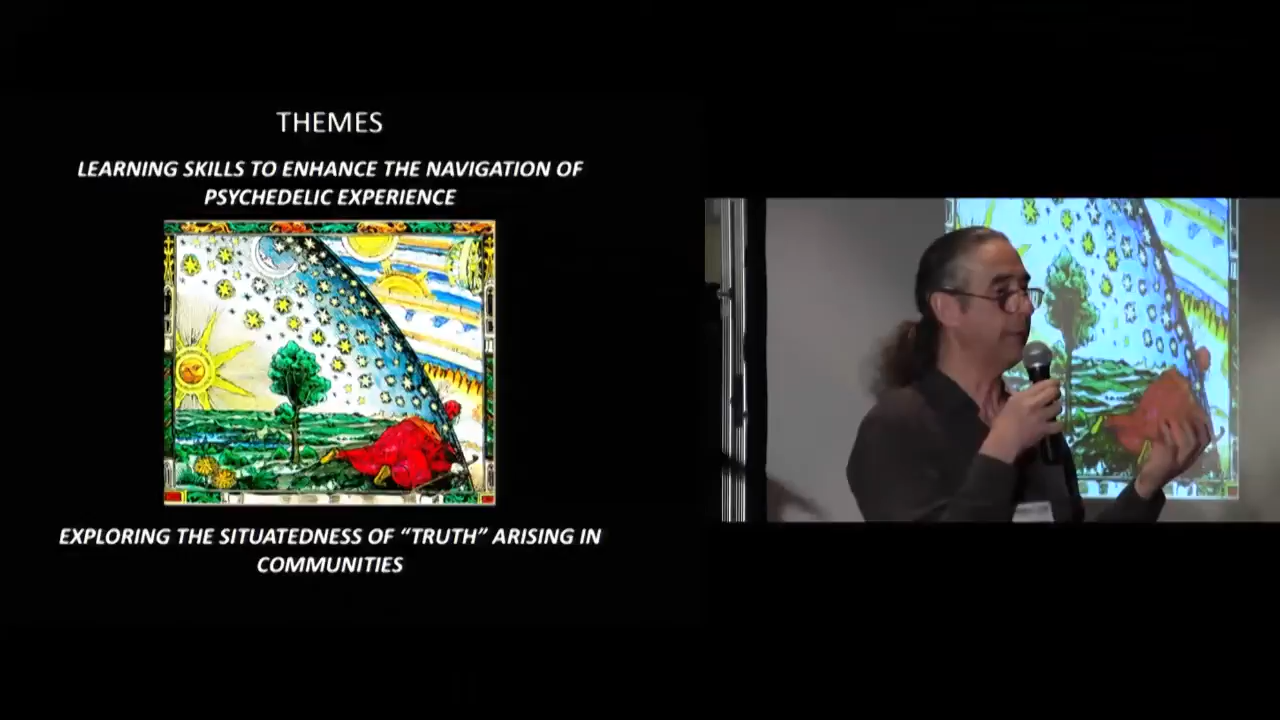 THEMES
LEARNING SKILLS TO ENHANCE THE NAVIGATION OF
PSYCHEDELIC EXPERIENCE
EXPLORING THE SITUATEDNESS OF “TRUTH” ARISING IN
COMMUNITIES